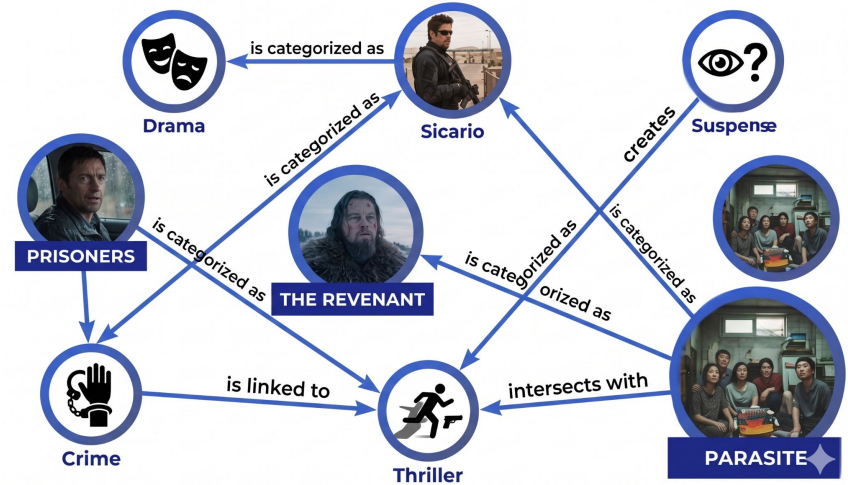 is categorized as
Drama
Sicario
Suspense
creates
is categorized as
PRISONERS
is categorized as
is categorized as
is categorized as
orized as
THE REVENANT
is categorized as
is linked to
intersects with
Crime
Thriller
PARASITE